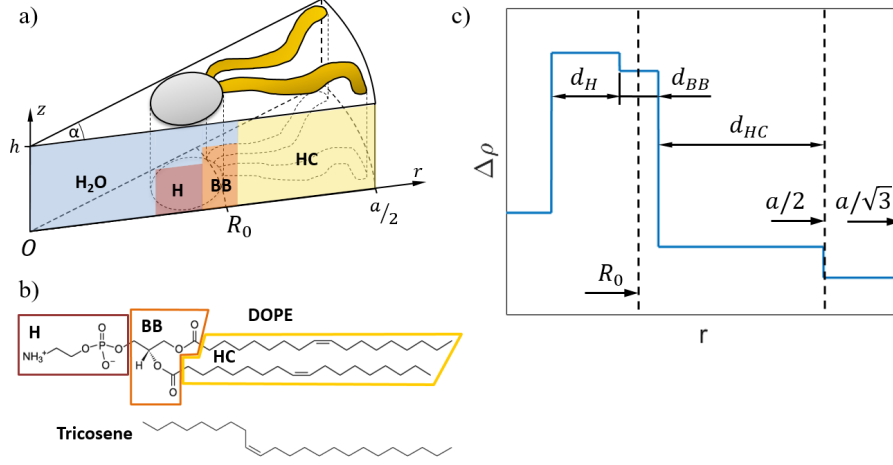 a)
z
h
α
H₂O
H
BB
HC
r
R₀
a/2
O
b)
H
BB
DOPE
HC
NH₃⁺
O
P
O
O
O⁻
O
O
H
O
O
Tricosene
c)
Δρ
d_H
d_BB
d_HC
a/2
a/√3
R₀
r